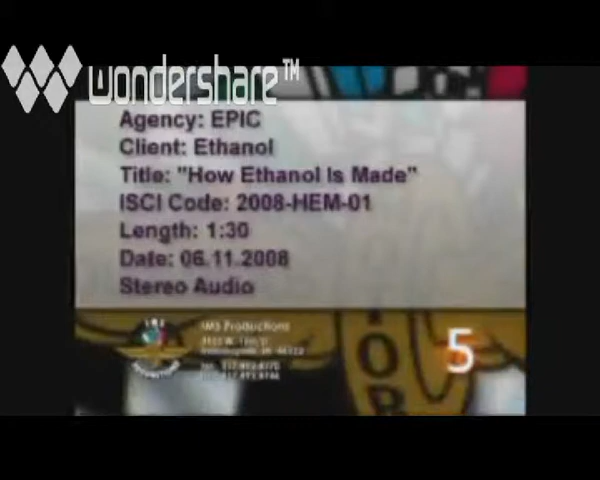 wondershare™
Agency: EPIC
Client: Ethanol
Title: "How Ethanol Is Made"
ISCI Code: 2008-HEM-01
Length: 1:30
Date: 06.11.2008
Stereo Audio
IMS Productions
5